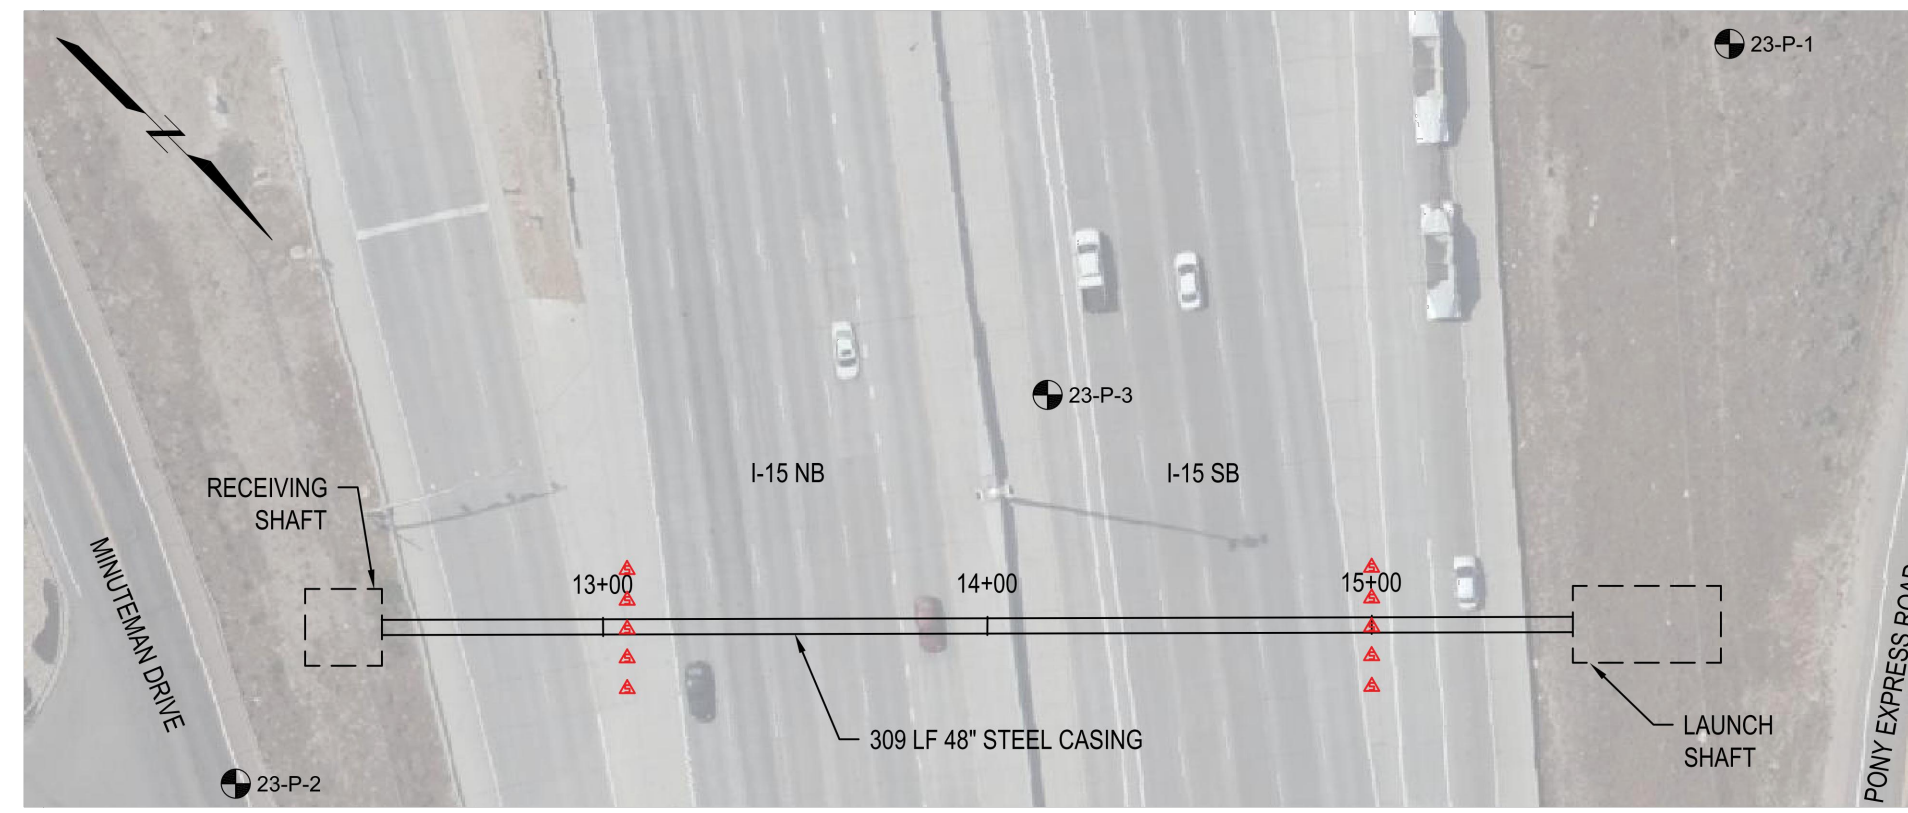 23-P-1
23-P-3
I-15 NB
I-15 SB
RECEIVING
SHAFT
MINUTEMAN DRIVE
13+00
14+00
15+00
309 LF 48" STEEL CASING
LAUNCH
SHAFT
PONY EXPRESS ROAD
23-P-2